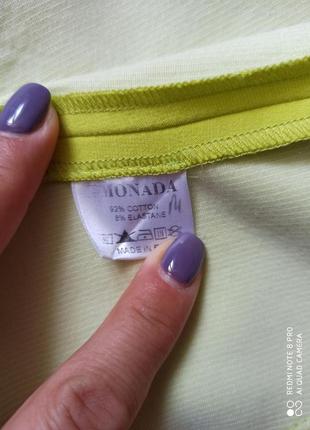 MONADA
92% COTTON
8% ELASTANE
M
MADE IN
REDMI NOTE 8 PRO
AI QUAD CAMERA